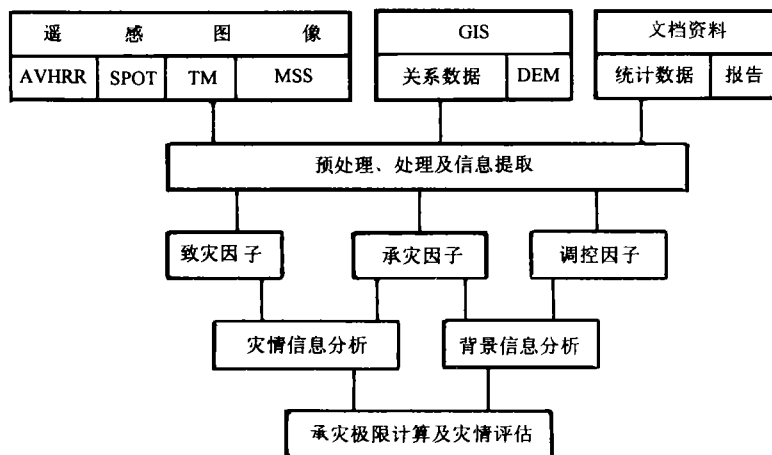 遥感图像
GIS
文档资料
AVHRR
SPOT
TM
MSS
关系数据
DEM
统计数据
报告
预处理、处理及信息提取
致灾因子
承灾因子
调控因子
灾情信息分析
背景信息分析
承灾极限计算及灾情评估